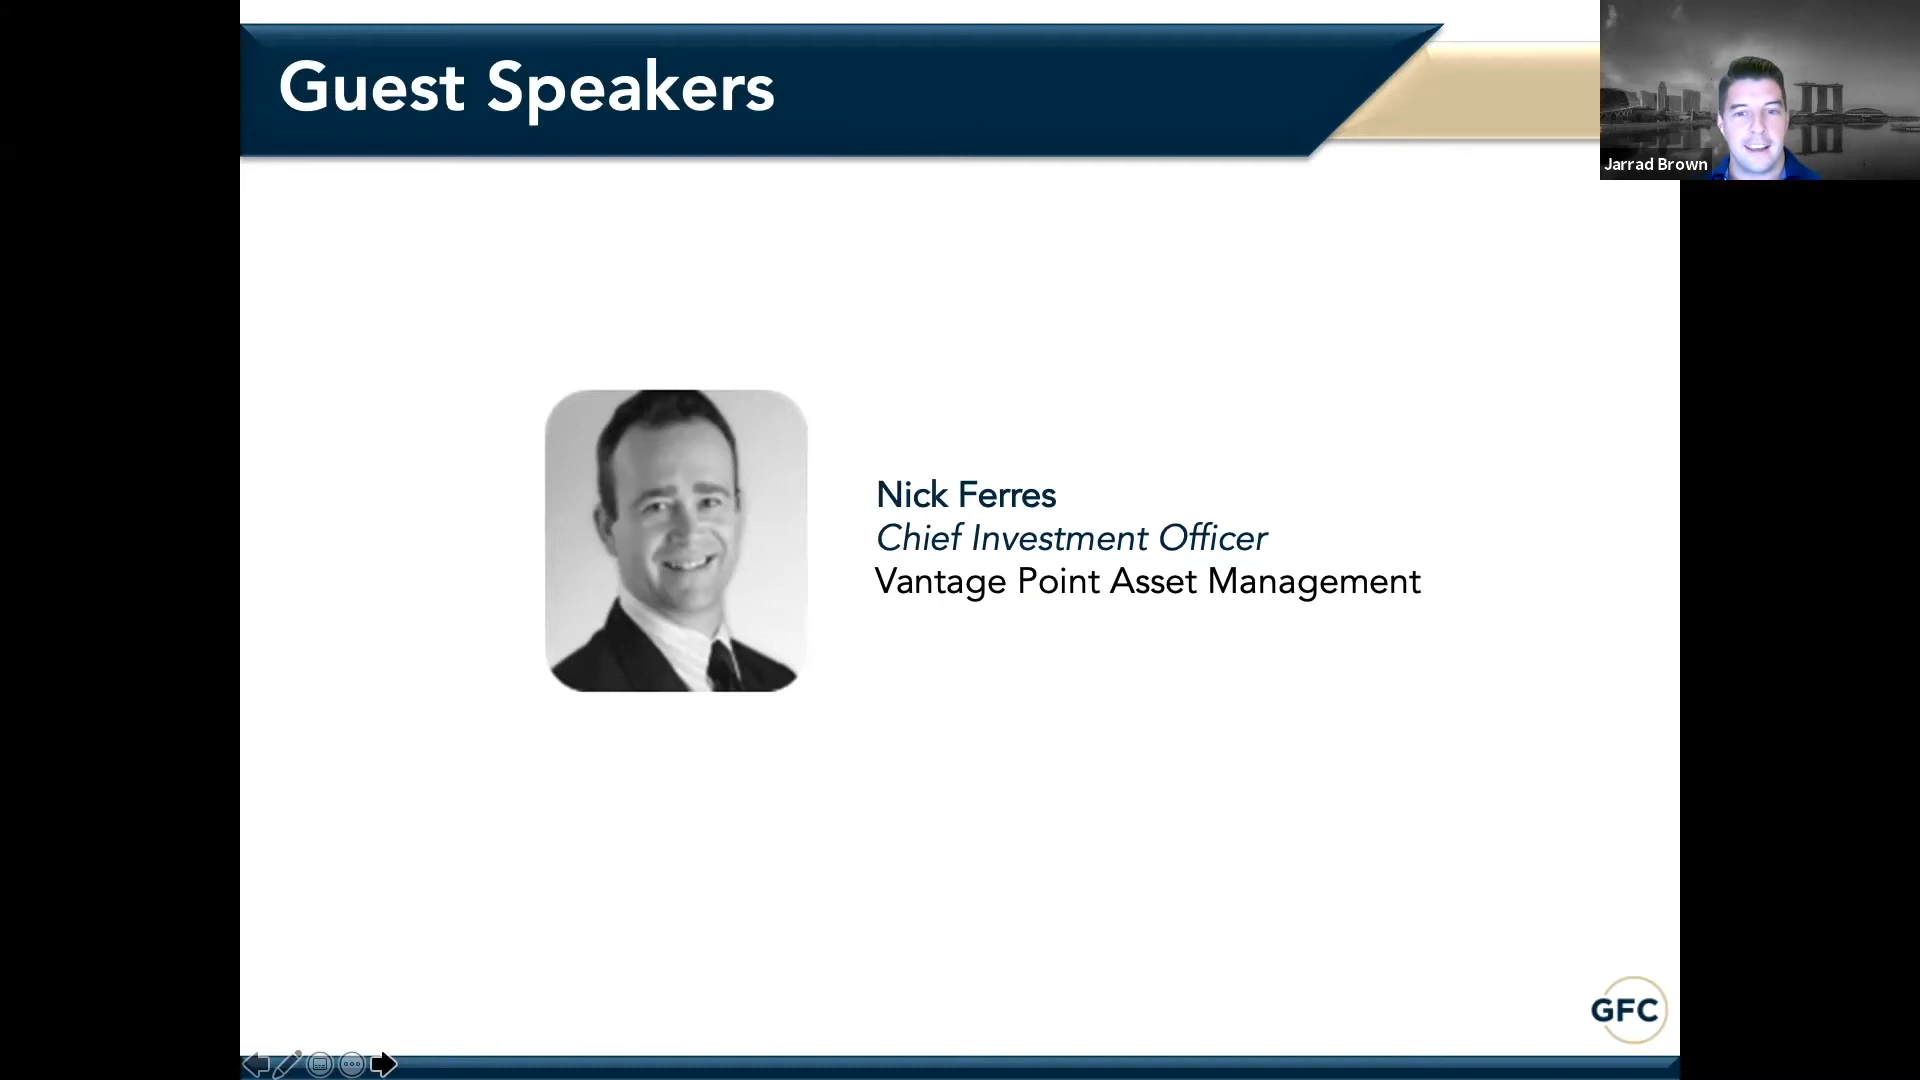 Guest Speakers
Jarrad Brown
Nick Ferres
Chief Investment Officer
Vantage Point Asset Management
GFC